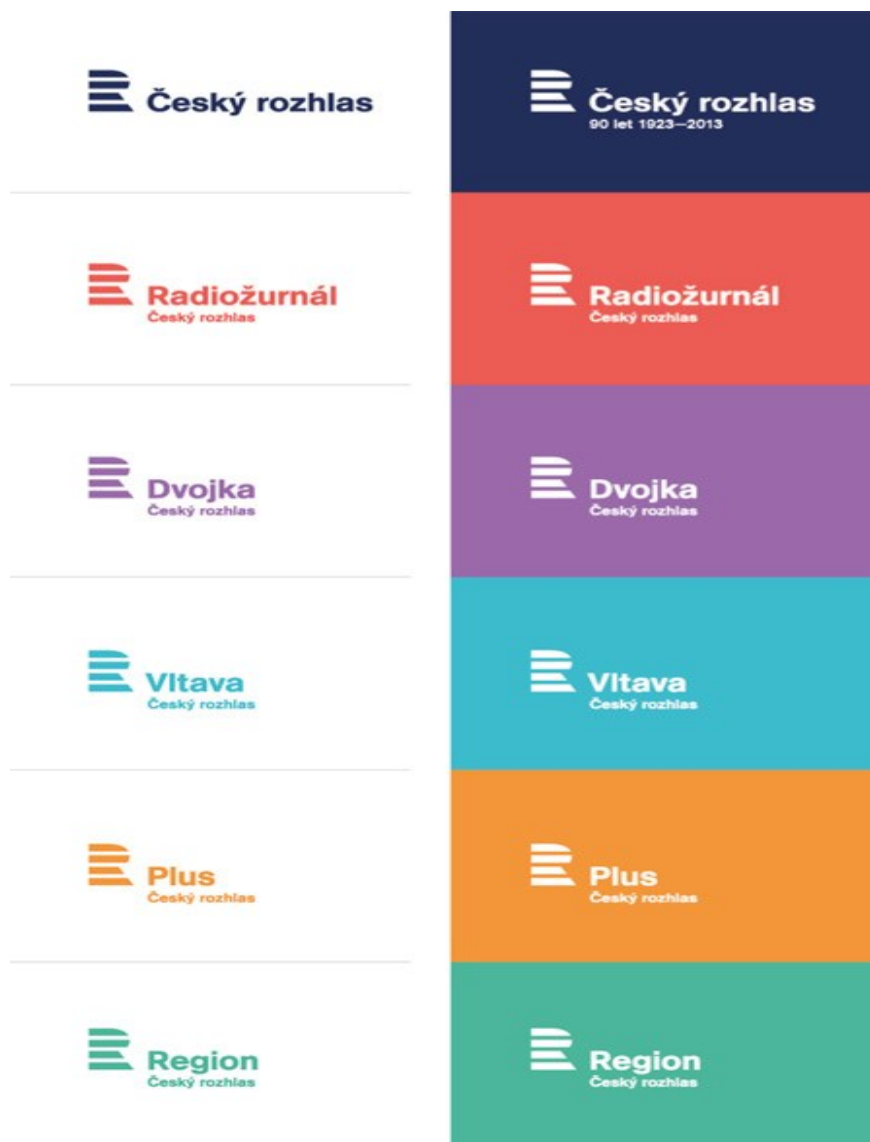 Český rozhlas
Český rozhlas
90 let 1923—2013
Radiožurnál
Český rozhlas
Radiožurnál
Český rozhlas
Dvojka
Český rozhlas
Dvojka
Český rozhlas
Vltava
Český rozhlas
Vltava
Český rozhlas
Plus
Český rozhlas
Plus
Český rozhlas
Region
Český rozhlas
Region
Český rozhlas